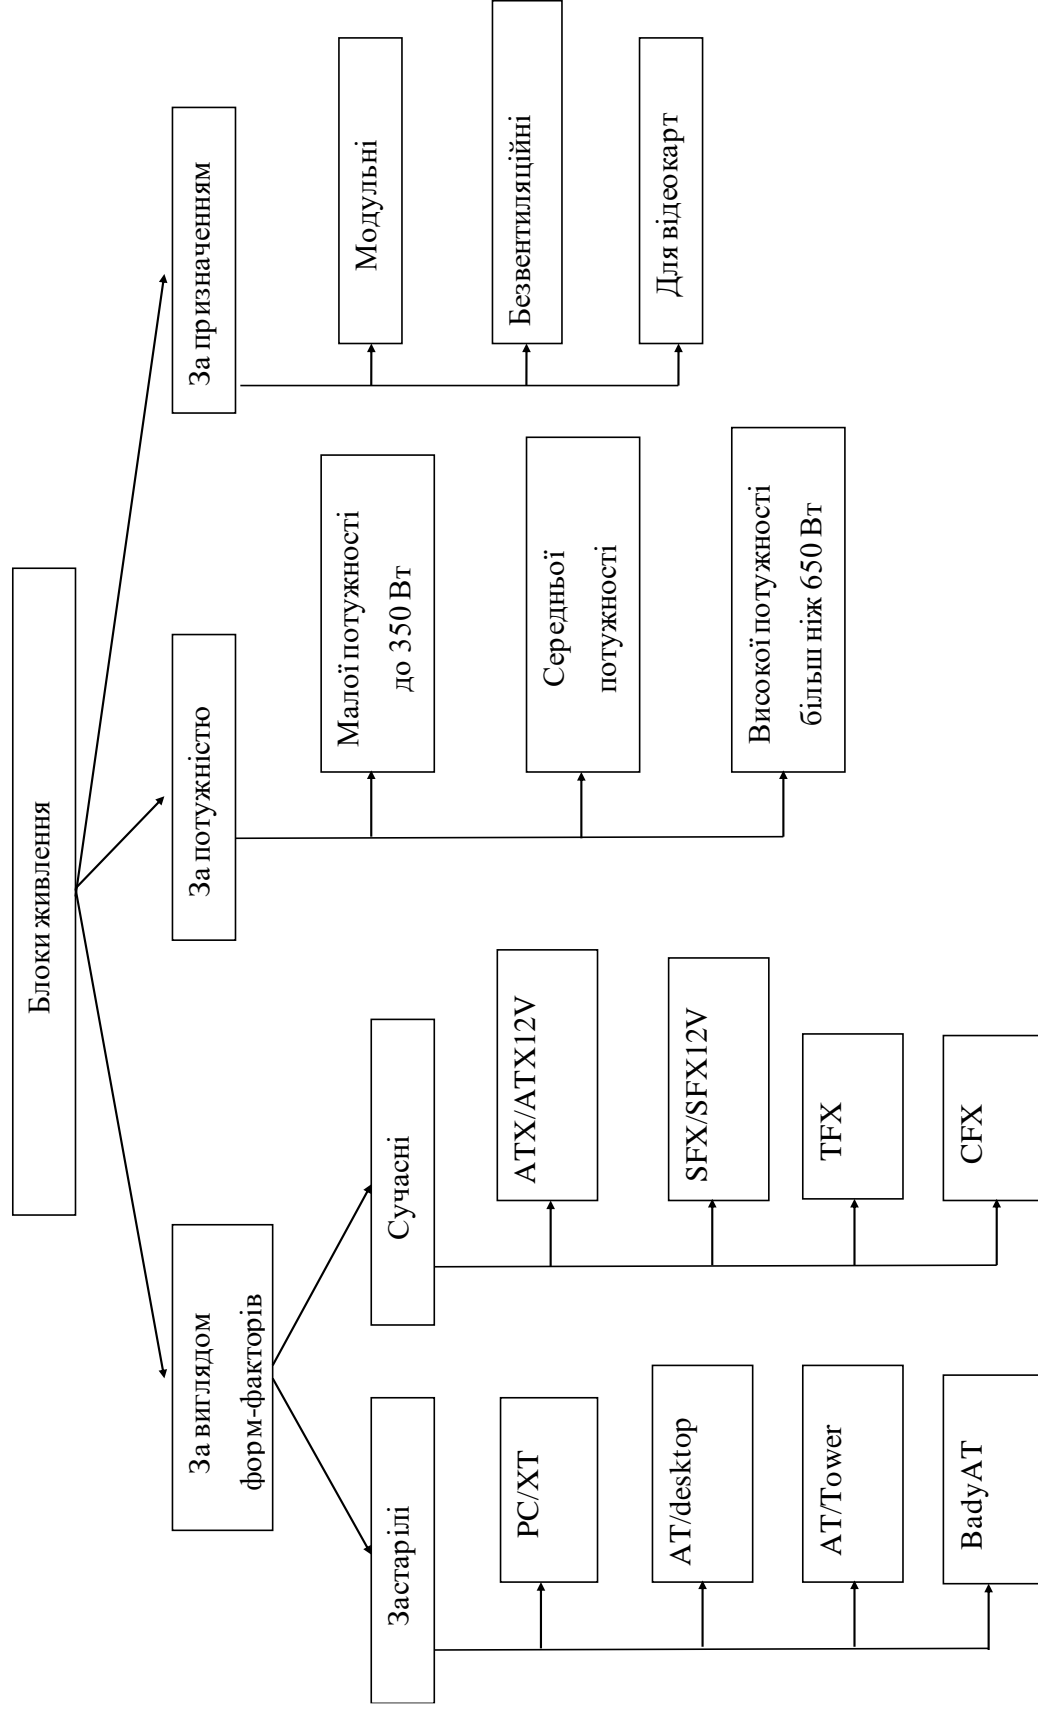 Блоки живлення
За виглядом
форм-факторів
За потужністю
За призначенням
Застарілі
Сучасні
PC/XT
AT/desktop
AT/Tower
BadyAT
ATX/ATX12V
SFX/SFX12V
TFX
CFX
Малої потужності
до 350 Вт
Середньої
потужності
Високої потужності
більш ніж 650 Вт
Модульні
Безвентиляційні
Для відеокарт